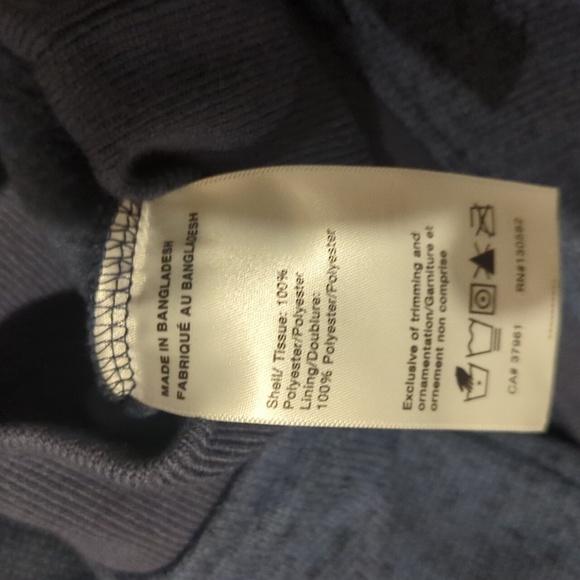 MADE IN BANGLADESH
FABRIQUÉ AU BANGLADESH
Shell/ Tissue: 100%
Polyester/Polyester
Lining/Doublure:
100% Polyester/Polyester
Exclusive of trimming and
ornamentation/Garniture et
ornement non comprise
CA# 37961 RN#130882